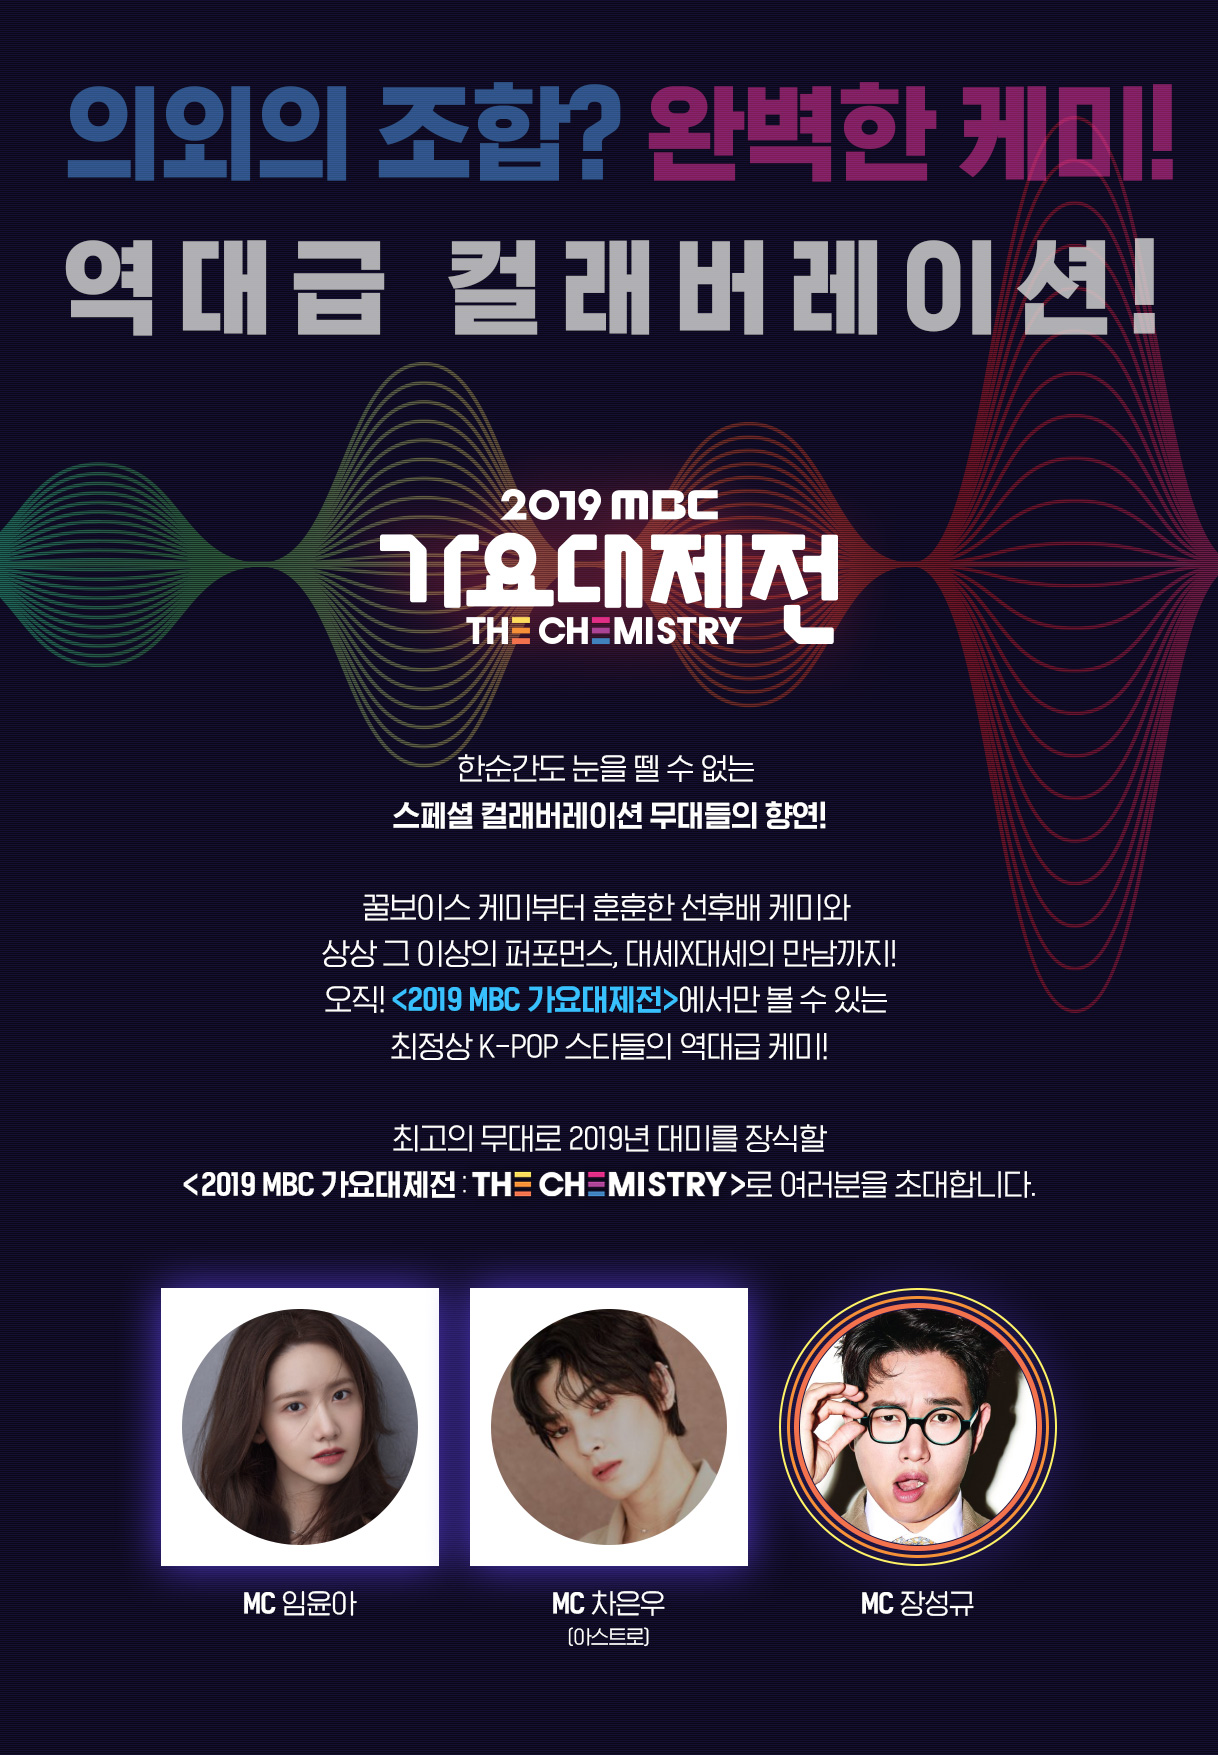 의외의 조합? 완벽한 케미!
역대급 컬래버레이션!
2019 MBC
가요대제전
THE CHEMISTRY
한순간도 눈을 뗄 수 없는
스페셜 컬래버레이션 무대들의 향연!
꿀보이스 케미부터 훈훈한 선후배 케미와
상상 그 이상의 퍼포먼스, 대세X대세의 만남까지!
오직! <2019 MBC 가요대제전>에서만 볼 수 있는
최정상 K-POP 스타들의 역대급 케미!
최고의 무대로 2019년 대미를 장식할
<2019 MBC 가요대제전 : THE CHEMISTRY>로 여러분을 초대합니다.
MC 임윤아
MC 차은우
(아스트로)
MC 장성규